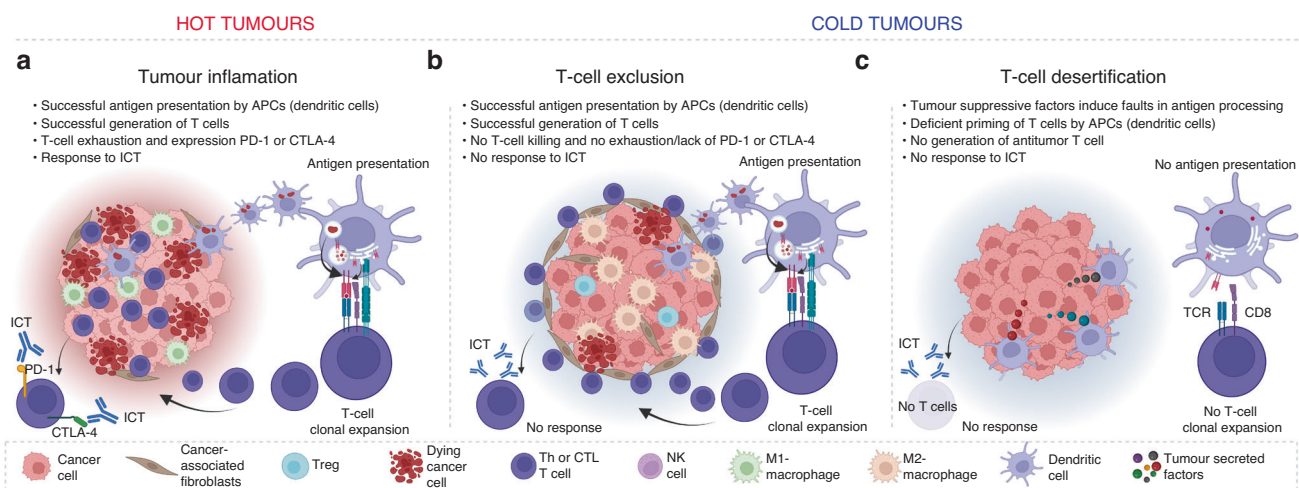 HOT TUMOURS
COLD TUMOURS
a
Tumour inflamation
• Successful antigen presentation by APCs (dendritic cells)
• Successful generation of T cells
• T-cell exhaustion and expression PD-1 or CTLA-4
• Response to ICT
Antigen presentation
ICT
PD-1
CTLA-4
ICT
T-cell
clonal expansion
b
T-cell exclusion
• Successful antigen presentation by APCs (dendritic cells)
• Successful generation of T cells
• No T-cell killing and no exhaustion/lack of PD-1 or CTLA-4
• No response to ICT
Antigen presentation
ICT
No response
T-cell
clonal expansion
c
T-cell desertification
• Tumour suppressive factors induce faults in antigen processing
• Deficient priming of T cells by APCs (dendritic cells)
• No generation of antitumor T cell
• No response to ICT
No antigen presentation
TCR
CD8
ICT
No T cells
No response
No T-cell
clonal expansion
Cancer
cell
Cancer-
associated
fibroblasts
Treg
Dying
cancer
cell
Th or CTL
T cell
NK
cell
M1-
macrophage
M2-
macrophage
Dendritic
cell
Tumour secreted
factors